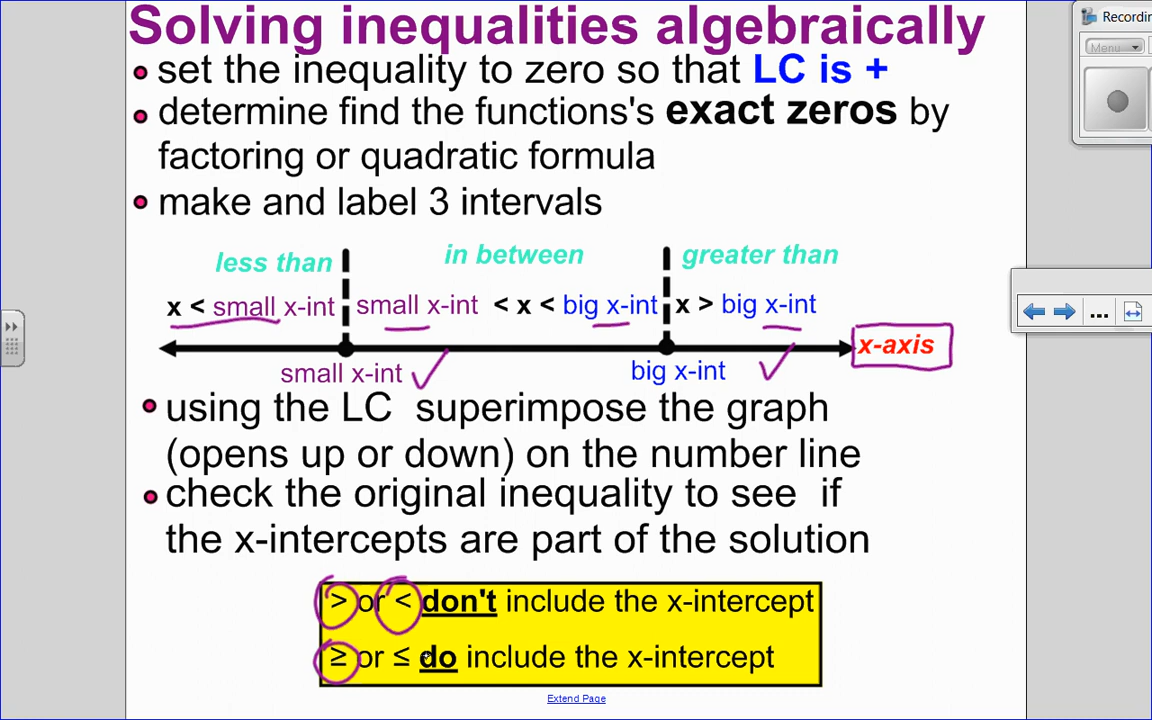 Solving inequalities algebraically
• set the inequality to zero so that LC is +
• determine find the functions's exact zeros by
factoring or quadratic formula
• make and label 3 intervals
less than in between greater than
x < small x-int small x-int < x < big x-int x > big x-int
x-axis
small x-int big x-int
• using the LC superimpose the graph
(opens up or down) on the number line
• check the original inequality to see if
the x-intercepts are part of the solution
> or < don't include the x-intercept
≥ or ≤ do include the x-intercept
Extend Page
Recordin
Menu
...